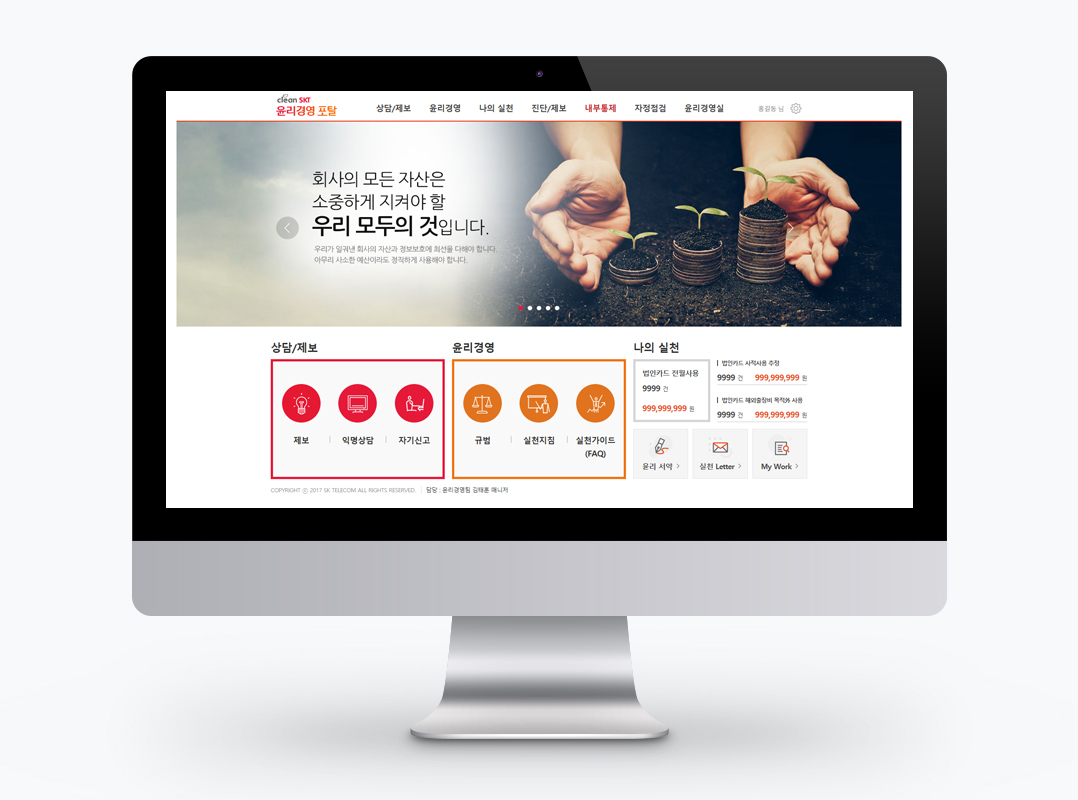 clean SKT
윤리경영 포탈
상담/제보 윤리경영 나의 실천 진단/제보 내부통제 자정점검 윤리경영실 홍길동 님
회사의 모든 자산은
소중하게 지켜야 할
우리 모두의 것입니다.
우리가 일궈낸 회사의 자산과 정보보호에 최선을 다해야 합니다.
아무리 사소한 예산이라도 정작하게 사용해야 합니다.
상담/제보
제보 | 익명상담 | 자기신고
윤리경영
규범 | 실천지침 | 실천가이드
(FAQ)
나의 실천
법인카드 전월사용
9999 건
999,999,999 원
법인카드 사적사용 추정
9999 건 999,999,999 원
법인카드 해외출장비 목적外 사용
9999 건 999,999,999 원
윤리 서약 >
실천 Letter >
My Work >
COPYRIGHT ⓒ 2017 SK TELECOM ALL RIGHTS RESERVED. | 담당 : 윤리경영팀 김태훈 매니저